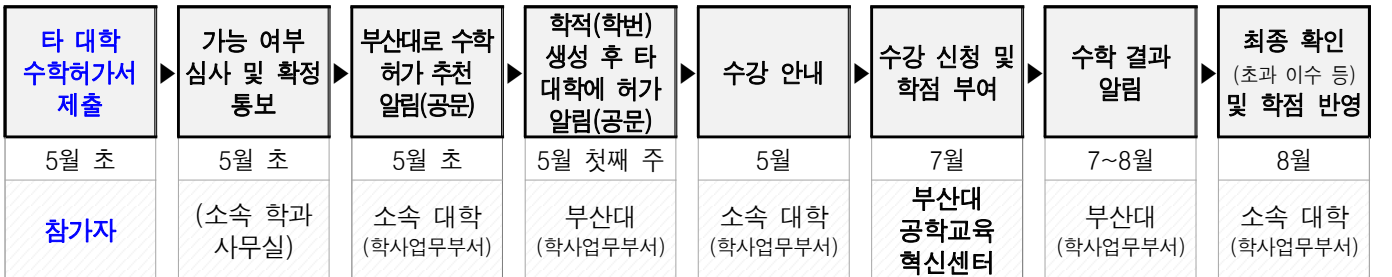 타 대학
수학허가서
제출
▶
가능 여부
심사 및 확정
통보
▶
부산대로 수학
허가 추천
알림(공문)
▶
학적(학번)
생성 후 타
대학에 허가
알림(공문)
▶
수강 안내
▶
수강 신청 및
학점 부여
▶
수학 결과
알림
▶
최종 확인
(초과 이수 등)
및 학점 반영
5월 초
5월 초
5월 초
5월 첫째 주
5월
7월
7~8월
8월
참가자
(소속 학과
사무실)
소속 대학
(학사업무부서)
부산대
(학사업무부서)
소속 대학
(학사업무부서)
부산대
공학교육
혁신센터
부산대
(학사업무부서)
소속 대학
(학사업무부서)